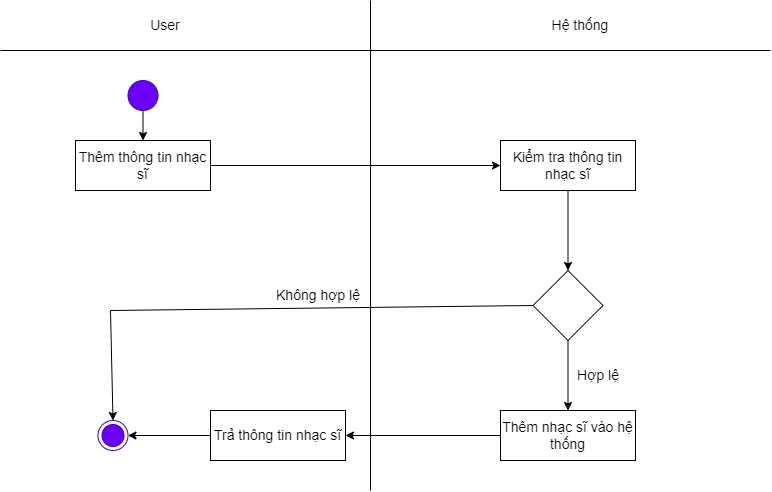 User
Hệ thống
Thêm thông tin nhạc
sĩ
Kiểm tra thông tin
nhạc sĩ
Không hợp lệ
Hợp lệ
Trả thông tin nhạc sĩ
Thêm nhạc sĩ vào hệ
thống